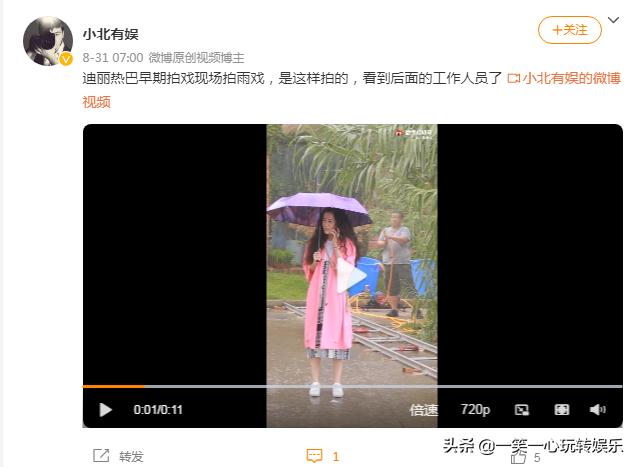 小北有娱
+关注
8-31 07:00 微博原创视频博主
迪丽热巴早期拍戏现场拍雨戏，是这样拍的，看到后面的工作人员了 小北有娱的微博
视频
0:01/0:11
倍速
720p
转发
1
5
头条 @一笑一心玩转娱乐